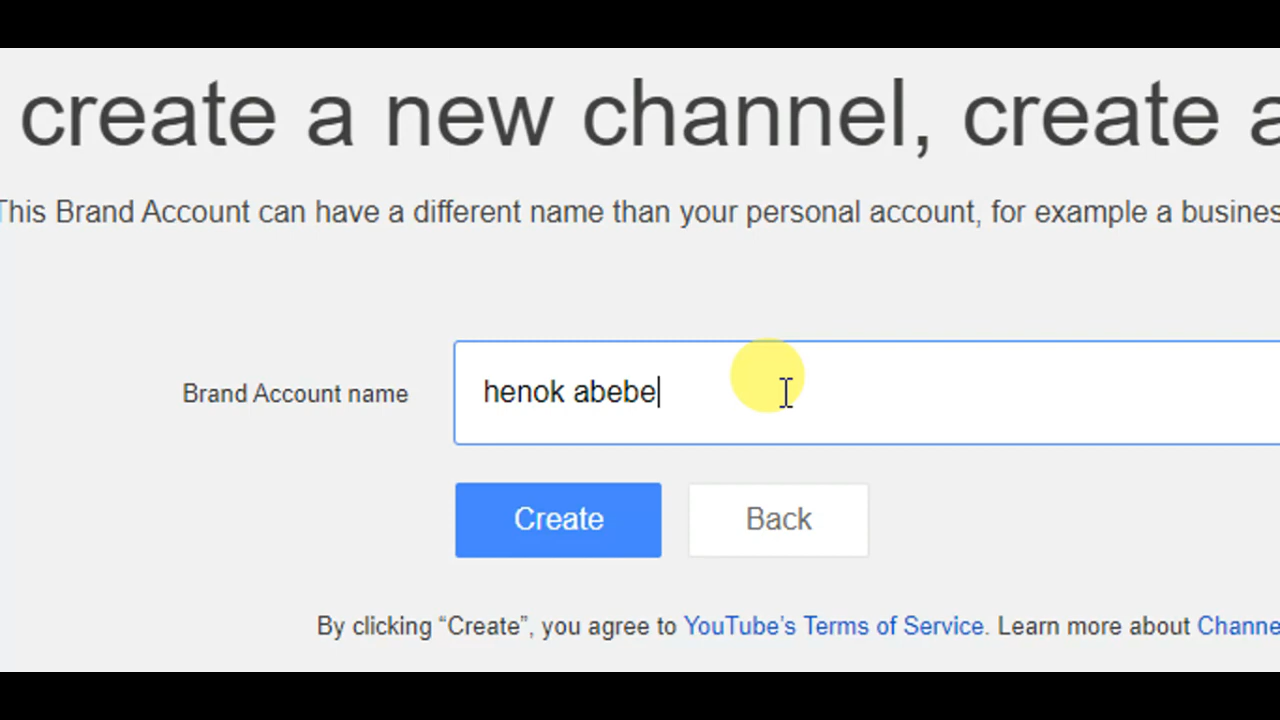 create a new channel, create a
This Brand Account can have a different name than your personal account, for example a busines
Brand Account name
henok abebe
Create
Back
By clicking “Create”, you agree to YouTube's Terms of Service. Learn more about Channe